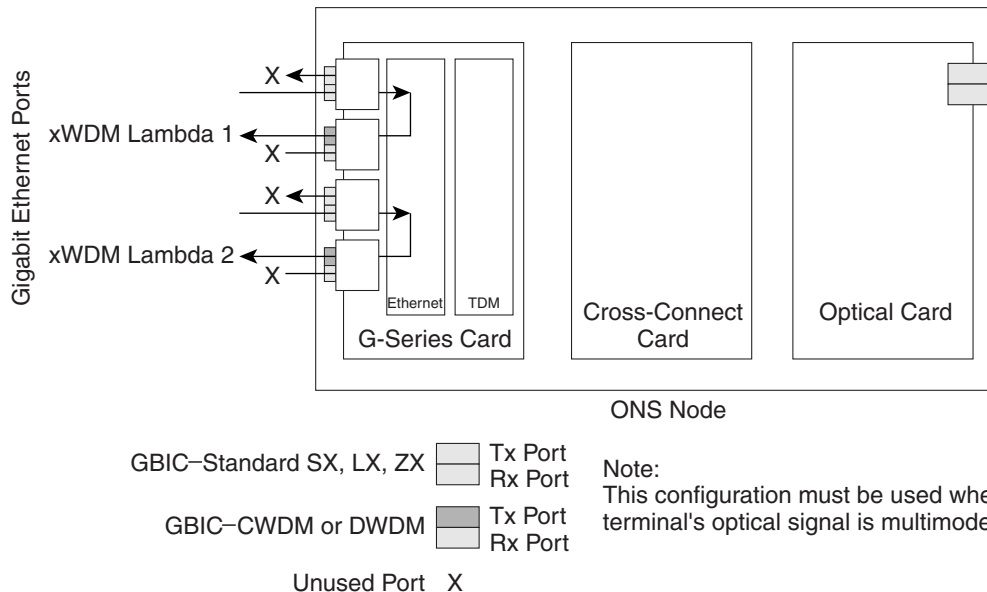 Gigabit Ethernet Ports
X
xWDM Lambda 1
X
X
xWDM Lambda 2
X
Ethernet
TDM
G-Series Card
Cross-Connect
Card
Optical Card
ONS Node
GBIC–Standard SX, LX, ZX
Tx Port
Rx Port
GBIC–CWDM or DWDM
Tx Port
Rx Port
Unused Port X
Note:
This configuration must be used
terminal's optical signal is multimode